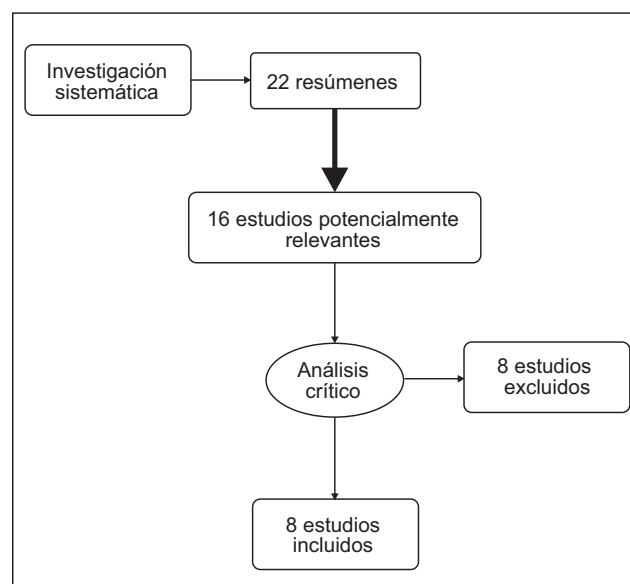 Investigación
sistemática
22 resúmenes
16 estudios potencialmente
relevantes
Análisis
crítico
8 estudios
excluidos
8 estudios
incluidos